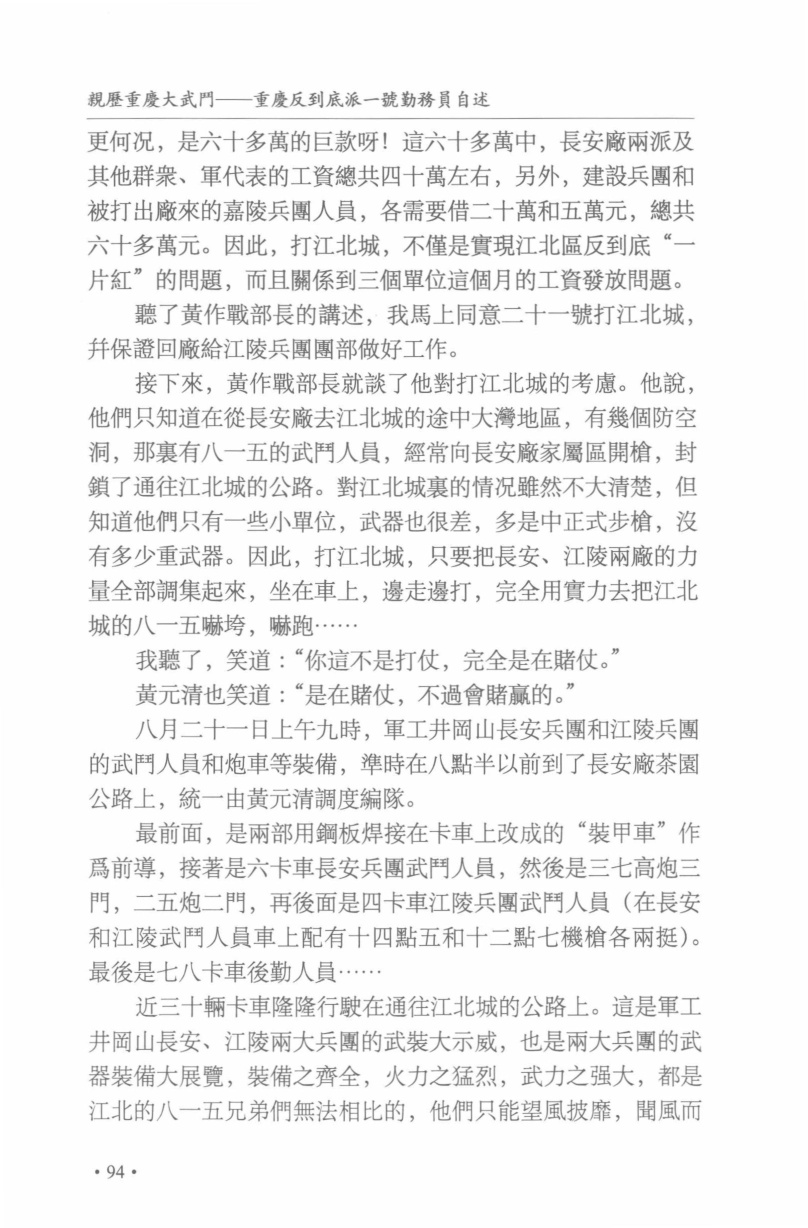 親歷重慶大武鬥——重慶反到底派一號勤務員自述
更何况，是六十多萬的巨款呀！這六十多萬中，長安廠兩派及
其他群衆、軍代表的工資總共四十萬左右，另外，建設兵團和
被打出廠來的嘉陵兵團人員，各需要借二十萬和五萬元，總共
六十多萬元。因此，打江北城，不僅是實現江北區反到底“一
片紅”的問題，而且關係到三個單位這個月的工資發放問題。
聽了黃作戰部長的講述，我馬上同意二十一號打江北城，
幷保證回廠給江陵兵團團部做好工作。
接下來，黃作戰部長就談了他對打江北城的考慮。他說，
他們只知道在從長安廠去江北城的途中大灣地區，有幾個防空
洞，那裏有八一五的武鬥人員，經常向長安廠家屬區開槍，封
鎖了通往江北城的公路。對江北城裏的情况雖然不大清楚，但
知道他們只有一些小單位，武器也很差，多是中正式步槍，沒
有多少重武器。因此，打江北城，只要把長安、江陵兩廠的力
量全部調集起來，坐在車上，邊走邊打，完全用實力去把江北
城的八一五嚇垮，嚇跑……
我聽了，笑道：“你這不是打仗，完全是在賭仗。”
黃元清也笑道：“是在賭仗，不過會賭贏的。”
八月二十一日上午九時，軍工井岡山長安兵團和江陵兵團
的武鬥人員和炮車等裝備，準時在八點半以前到了長安廠茶園
公路上，統一由黃元清調度編隊。
最前面，是兩部用鋼板焊接在卡車上改成的“裝甲車”作
爲前導，接著是六卡車長安兵團武鬥人員，然後是三七高炮三
門，二五炮二門，再後面是四卡車江陵兵團武鬥人員（在長安
和江陵武鬥人員車上配有十四點五和十二點七機槍各兩挺）。
最後是七八卡車後勤人員……
近三十輛卡車隆隆行駛在通往江北城的公路上。這是軍工
井岡山長安、江陵兩大兵團的武裝大示威，也是兩大兵團的武
器裝備大展覽，裝備之齊全，火力之猛烈，武力之强大，都是
江北的八一五兄弟們無法相比的，他們只能望風披靡，聞風而
·94·